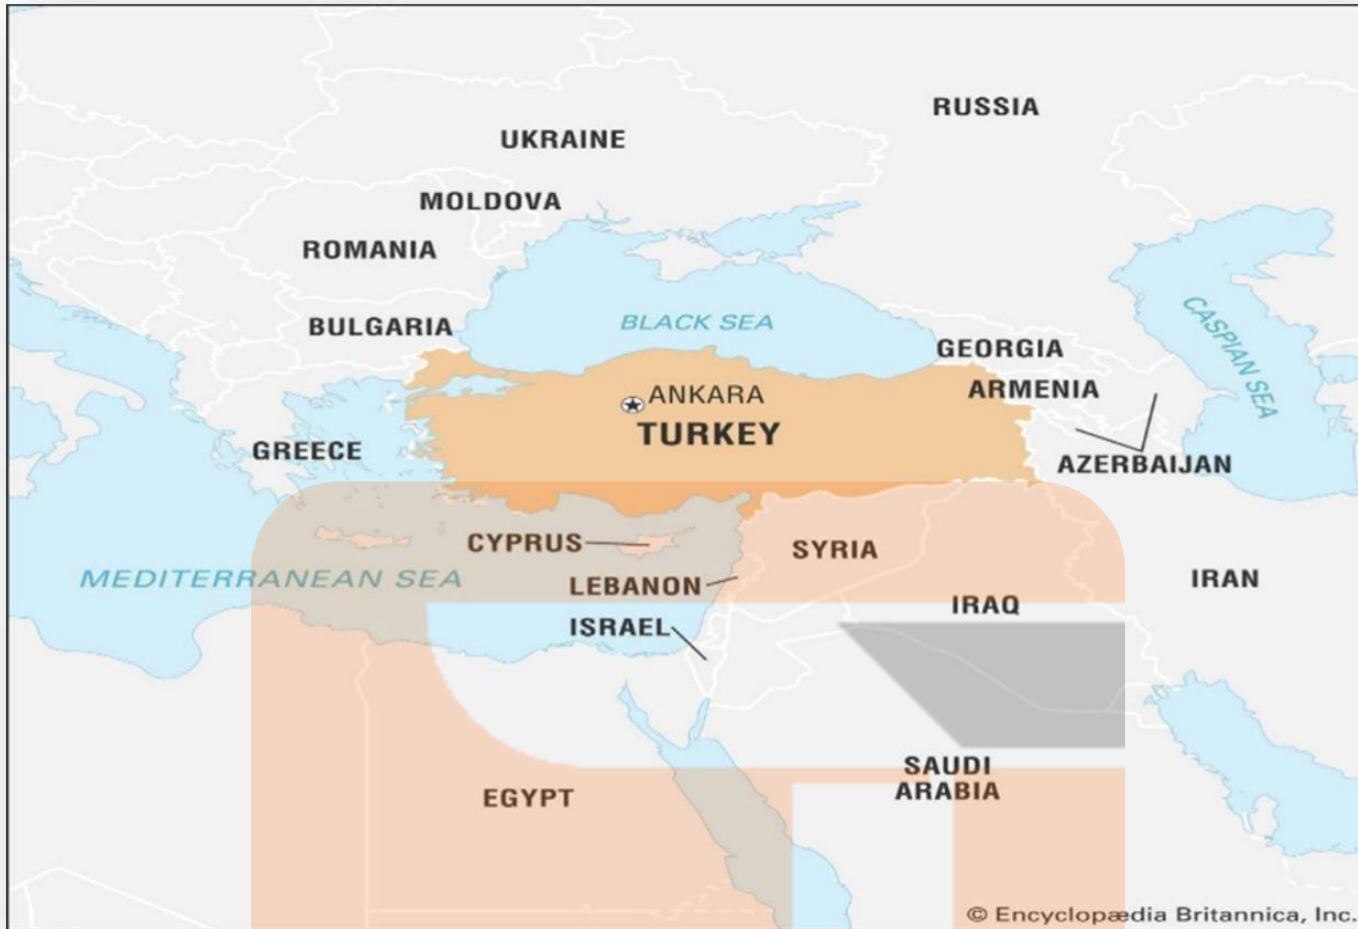 RUSSIA
UKRAINE
MOLDOVA
ROMANIA
BULGARIA
BLACK SEA
CASPIAN SEA
GEORGIA
ARMENIA
ANKARA
TURKEY
GREECE
AZERBAIJAN
CYPRUS
SYRIA
MEDITERRANEAN SEA
LEBANON
IRAN
IRAQ
ISRAEL
SAUDI
ARABIA
EGYPT
© Encyclopædia Britannica, Inc.